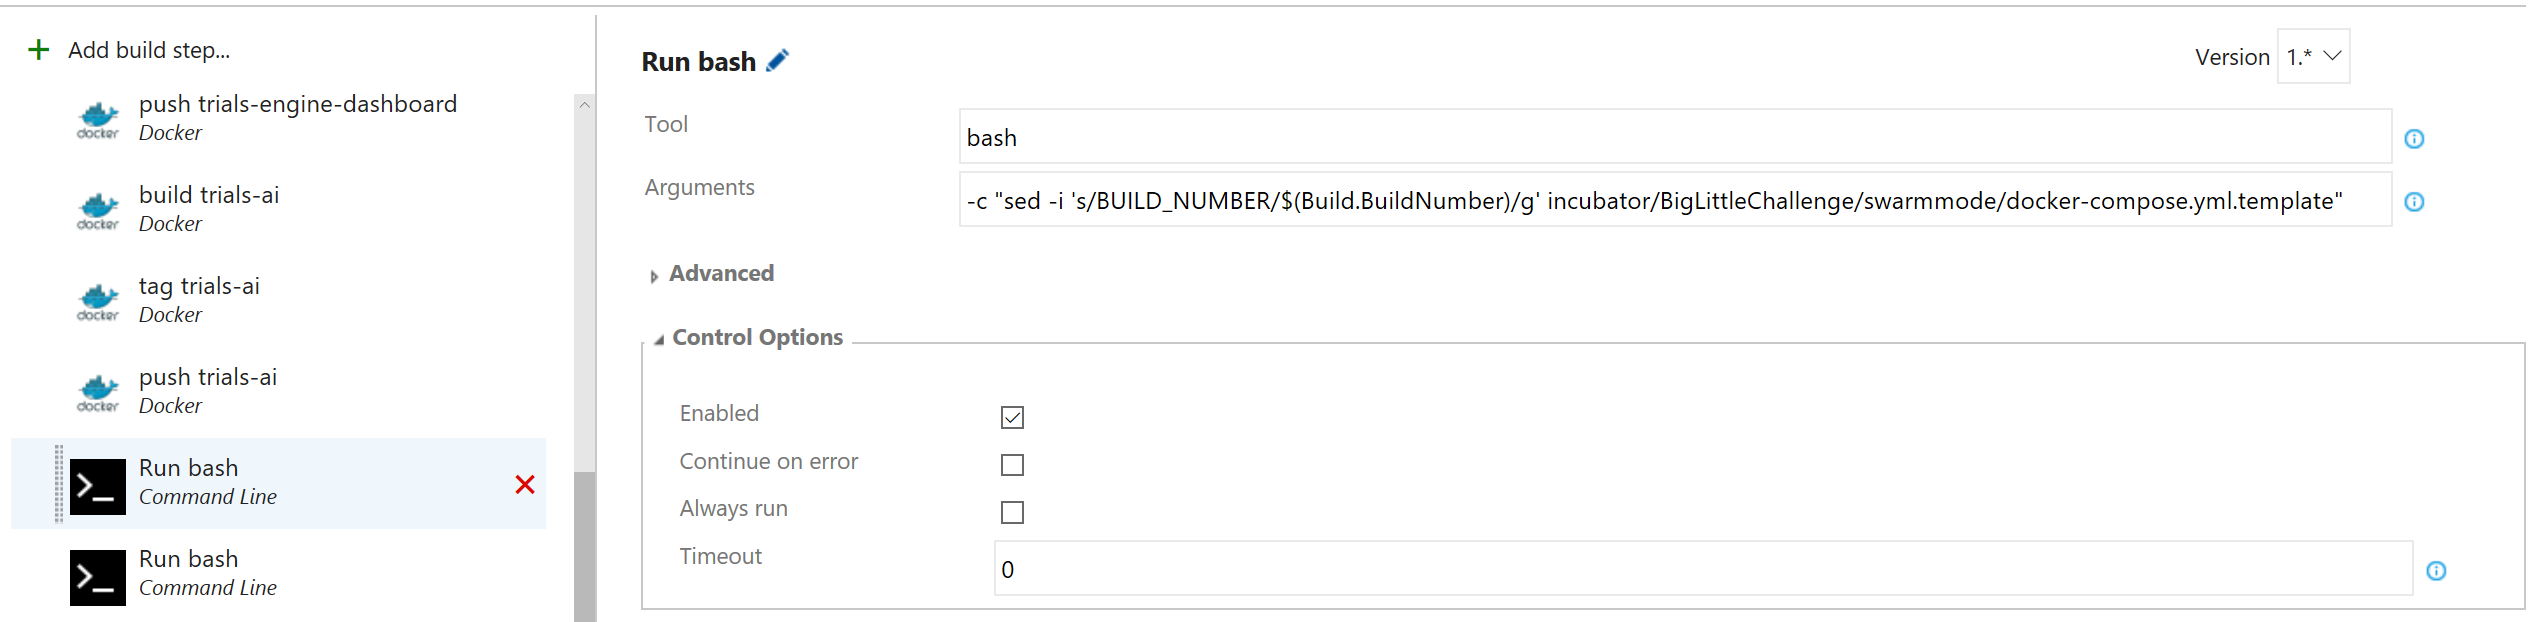 Add build step...
docker
push trials-engine-dashboard
Docker
docker
build trials-ai
Docker
docker
tag trials-ai
Docker
docker
push trials-ai
Docker
Run bash
Command Line
Run bash
Command Line
Run bash
Version 1.*
Tool
bash
Arguments
-c "sed -i 's/BUILD_NUMBER/$(Build.BuildNumber)/g' incubator/BigLittleChallenge/swarmmode/docker-compose.yml.template"
Advanced
Control Options
Enabled
Continue on error
Always run
Timeout
0